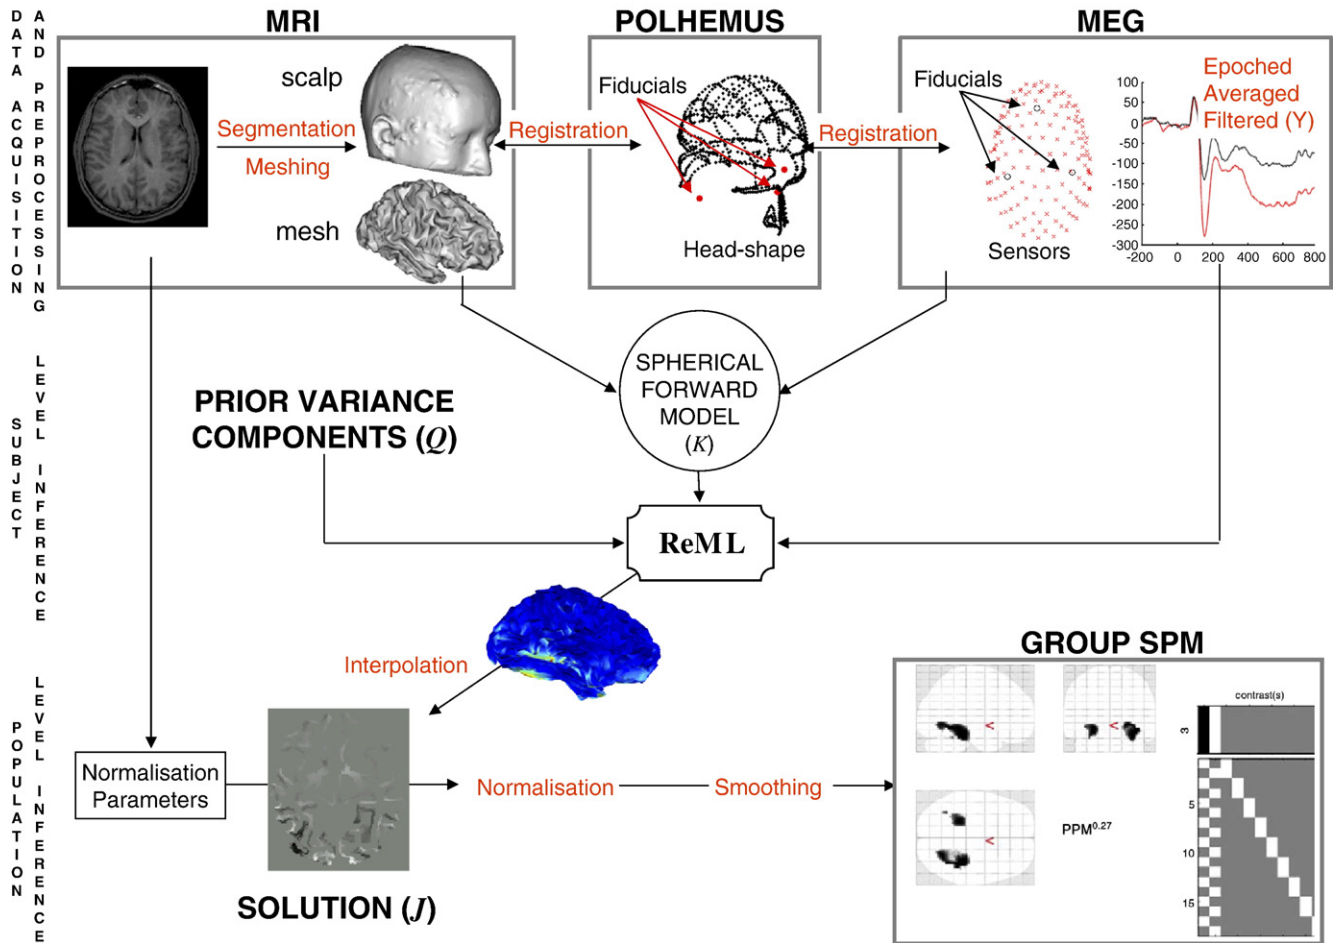 DATA ACQUISITION
AND PREPROCESSING
MRI
POLHEMUS
MEG
scalp
Segmentation
Meshing
mesh
Registration
Fiducials
Head-shape
Registration
Fiducials
Sensors
Epoched
Averaged
Filtered (Y)
100
50
0
-50
-100
-150
-200
-250
-300
-200
0
200
400
600
800
SUBJECT
LEVEL INFERENCE
PRIOR VARIANCE
COMPONENTS (Q)
SPHERICAL
FORWARD
MODEL
(K)
ReML
Interpolation
POPULATION
LEVEL INFERENCE
Normalisation
Parameters
SOLUTION (J)
Normalisation
Smoothing
GROUP SPM
<
<
<
PPM0.27
contrast(s)
3
5
10
15